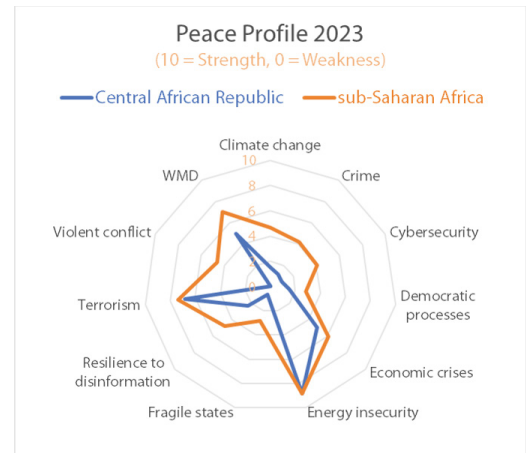 Peace Profile 2023
(10 = Strength, 0 = Weakness)
Central African Republic
sub-Saharan Africa
Climate change
Crime
Cybersecurity
Democratic
processes
Economic crises
Energy insecurity
Fragile states
Resilience to
disinformation
Terrorism
Violent conflict
WMD
10
8
6
4
2
0